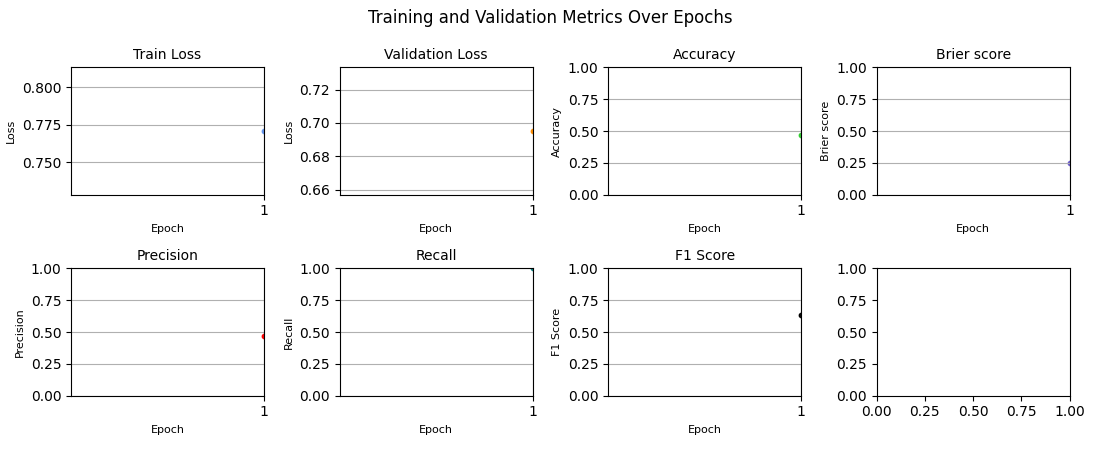 Training and Validation Metrics Over Epochs
Train Loss
Loss
0.800
0.775
0.750
1
Epoch
Validation Loss
Loss
0.72
0.70
0.68
0.66
1
Epoch
Accuracy
Accuracy
1.00
0.75
0.50
0.25
0.00
1
Epoch
Brier score
Brier score
1.00
0.75
0.50
0.25
0.00
1
Epoch
Precision
Precision
1.00
0.75
0.50
0.25
0.00
1
Epoch
Recall
Recall
1.00
0.75
0.50
0.25
0.00
1
Epoch
F1 Score
F1 Score
1.00
0.75
0.50
0.25
0.00
1
Epoch
1.00
0.75
0.50
0.25
0.00
0.00 0.25 0.50 0.75 1.00